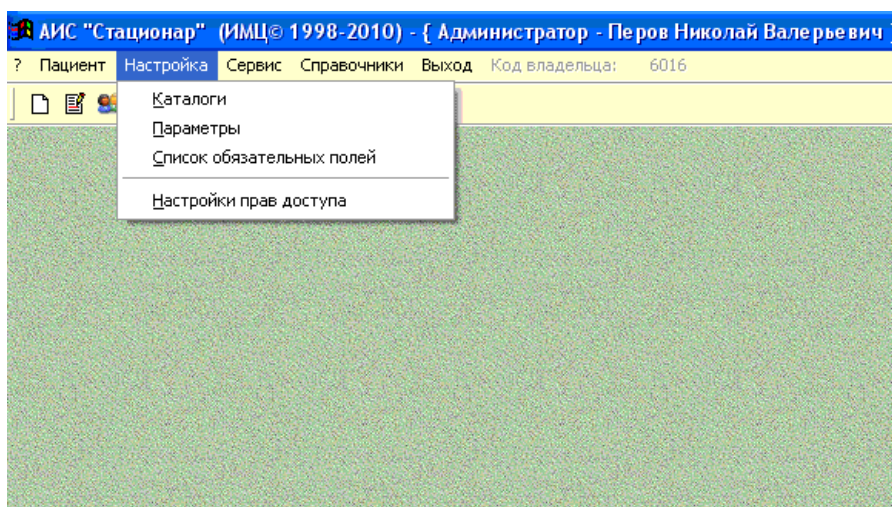 АИС "Стационар" (ИМЦ© 1998-2010) - { Администратор - Перов Николай Валерьевич }
? Пациент Настройка Сервис Справочники Выход Код владельца: 6016
Каталоги
Параметры
Список обязательных полей
Настройки прав доступа